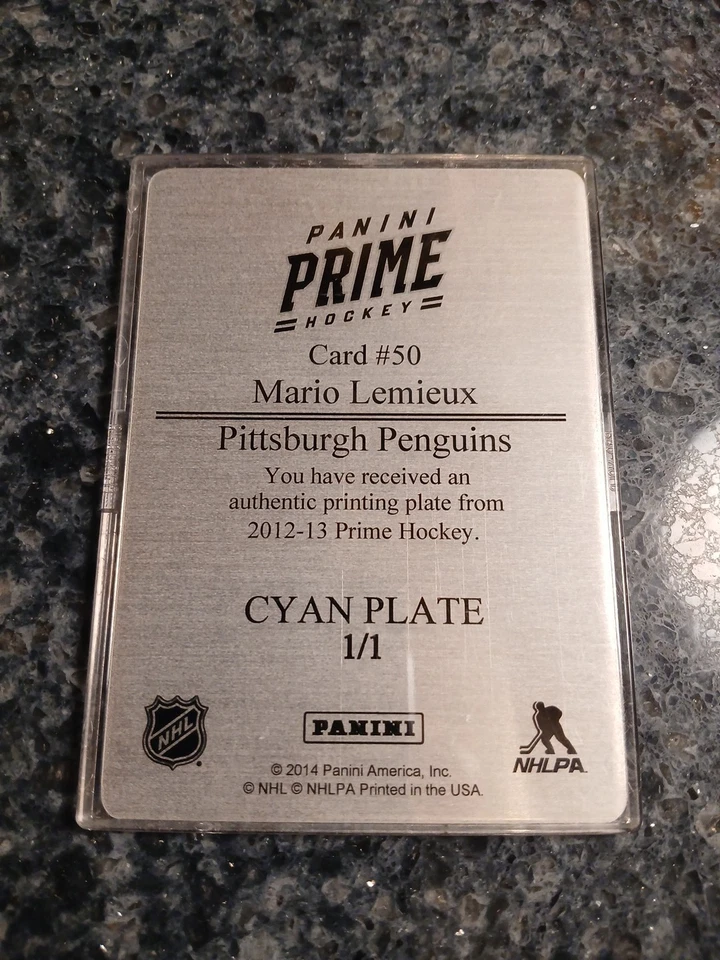 PANINI
PRIME
HOCKEY
Card #50
Mario Lemieux
Pittsburgh Penguins
You have received an
authentic printing plate from
2012-13 Prime Hockey.
CYAN PLATE
1/1
NHL
PANINI
NHLPA
© 2014 Panini America, Inc.
© NHL © NHLPA Printed in the USA.